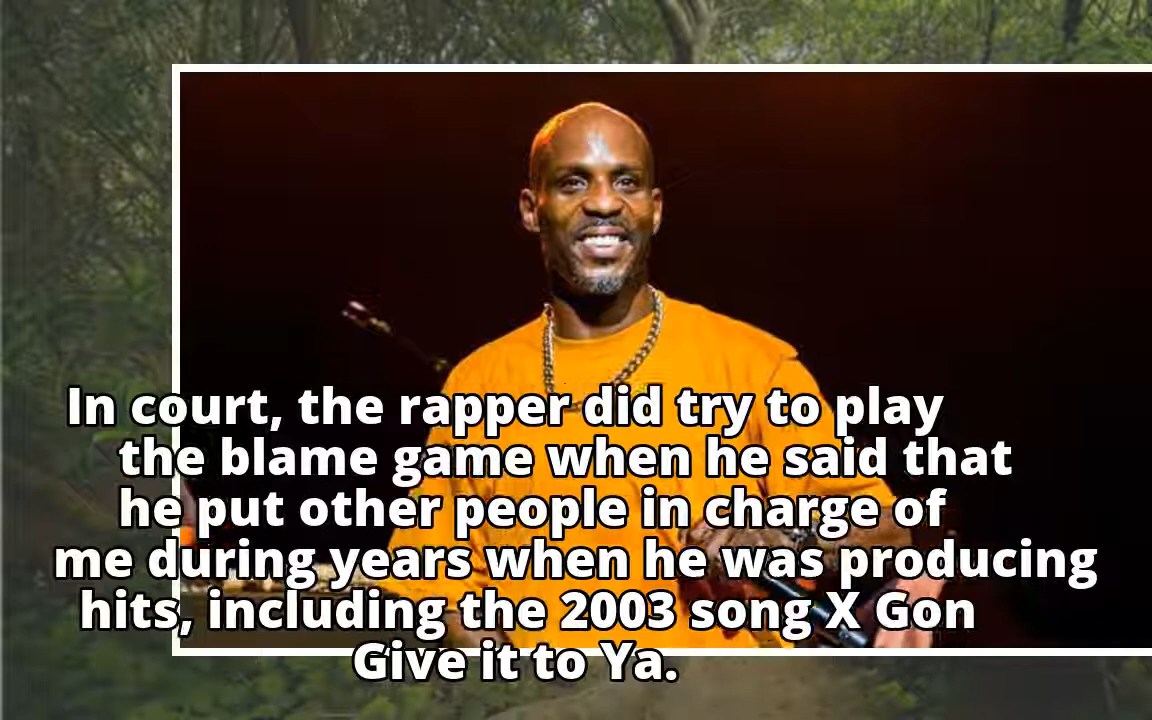 In court, the rapper did try to play
the blame game when he said that
he put other people in charge of
me during years when he was producing
hits, including the 2003 song X Gon
Give it to Ya.